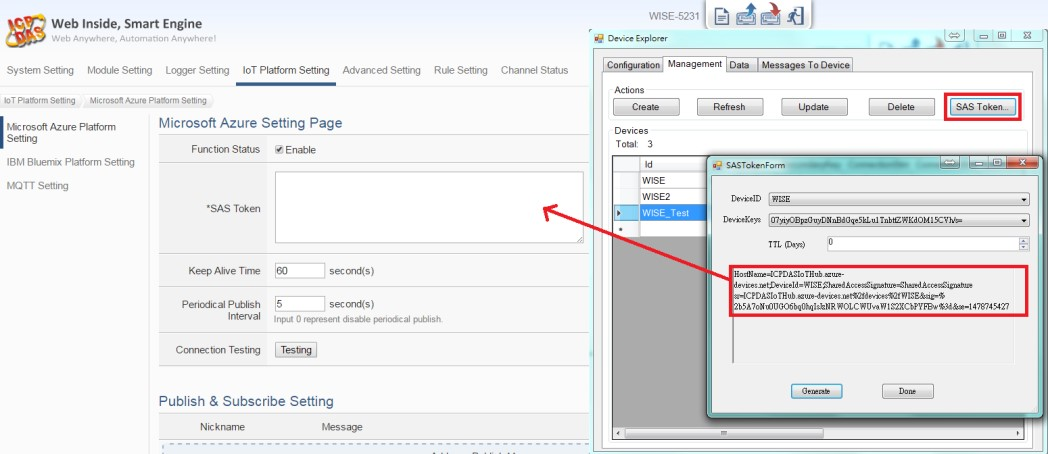 ICP DAS
Web Inside, Smart Engine
Web Anywhere, Automation Anywhere!
WISE-5231
System Setting Module Setting Logger Setting IoT Platform Setting Advanced Setting Rule Setting Channel Status
IoT Platform Setting Microsoft Azure Platform Setting
Microsoft Azure Platform
Setting
IBM Bluemix Platform Setting
MQTT Setting
Microsoft Azure Setting Page
Function Status Enable
*SAS Token
Keep Alive Time 60 second(s)
Periodical Publish
Interval
5 second(s)
Input 0 represent disable periodical publish.
Connection Testing Testing
Publish & Subscribe Setting
Nickname Message
Device Explorer
Configuration Management Data Messages To Device
Actions
Create Refresh Update Delete SAS Token...
Devices
Total: 3
Id
WISE
WISE2
WISE_Test
*
SASTokenForm
DeviceID WISE
DeviceKeys
TTL (Days) 0
HostName=ICPDASIoTHub.azure-
devices.net;DeviceId=WISE;SharedAccessSignature=SharedAccessSignature
sr=ICPDASIoTHub.azure-devices.net%2fdevices%2fWISE&sig=%
Generate Done